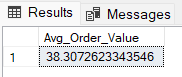 Results Messages
Avg_Order_Value
1 38.3072623343546